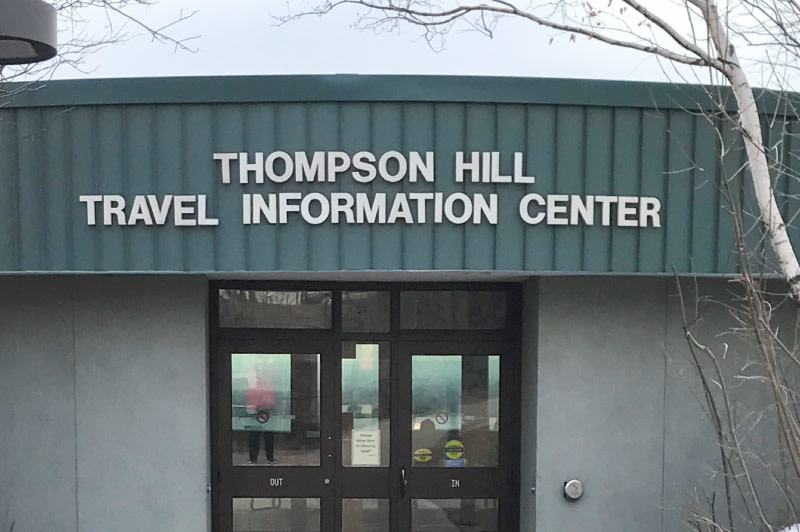 THOMPSON HILL
TRAVEL INFORMATION CENTER
OUT
IN